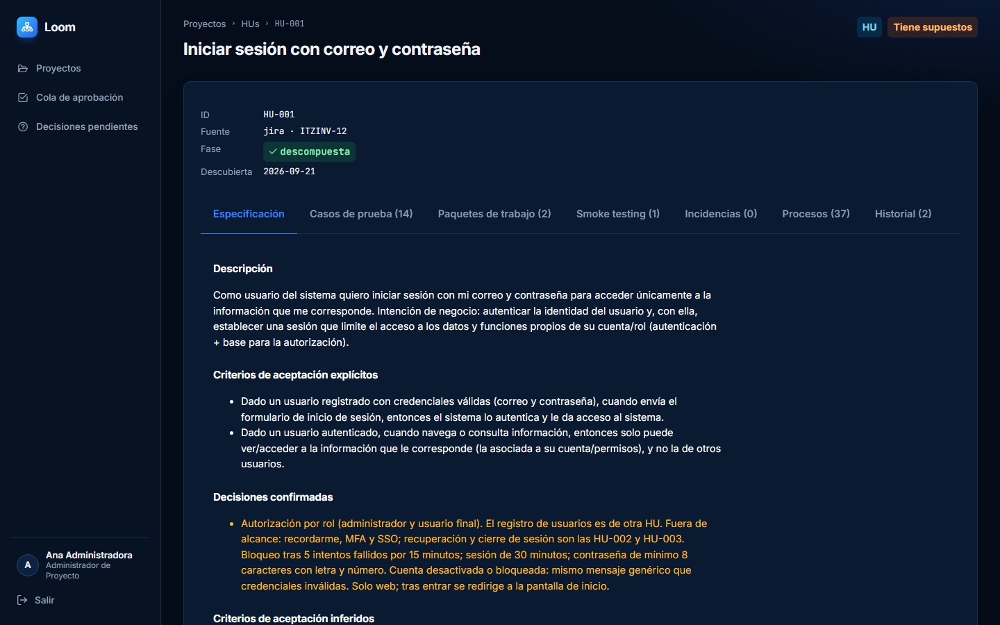 Loom
Proyectos
Cola de aprobación
Decisiones pendientes
A
Ana Administradora
Administrador de
Proyecto
Salir
Proyectos › HUs › HU-001
Iniciar sesión con correo y contraseña
HU
Tiene supuestos
ID HU-001
Fuente jira · ITZINV-12
Fase descompuesta
Descubierta 2026-09-21
Especificación
Casos de prueba (14)
Paquetes de trabajo (2)
Smoke testing (1)
Incidencias (0)
Procesos (37)
Historial (2)
Descripción
Como usuario del sistema quiero iniciar sesión con mi correo y contraseña para acceder únicamente a la
información que me corresponde. Intención de negocio: autenticar la identidad del usuario y, con ella,
establecer una sesión que limite el acceso a los datos y funciones propios de su cuenta/rol (autenticación
+ base para la autorización).
Criterios de aceptación explícitos
• Dado un usuario registrado con credenciales válidas (correo y contraseña), cuando envía el
formulario de inicio de sesión, entonces el sistema lo autentica y le da acceso al sistema.
• Dado un usuario autenticado, cuando navega o consulta información, entonces solo puede
ver/acceder a la información que le corresponde (la asociada a su cuenta/permisos), y no la de otros
usuarios.
Decisiones confirmadas
• Autorización por rol (administrador y usuario final). El registro de usuarios es de otra HU. Fuera de
alcance: recordarme, MFA y SSO; recuperación y cierre de sesión son las HU-002 y HU-003.
Bloqueo tras 5 intentos fallidos por 15 minutos; sesión de 30 minutos; contraseña de mínimo 8
caracteres con letra y número. Cuenta desactivada o bloqueada: mismo mensaje genérico que
credenciales inválidas. Solo web; tras entrar se redirige a la pantalla de inicio.
Criterios de aceptación inferidos